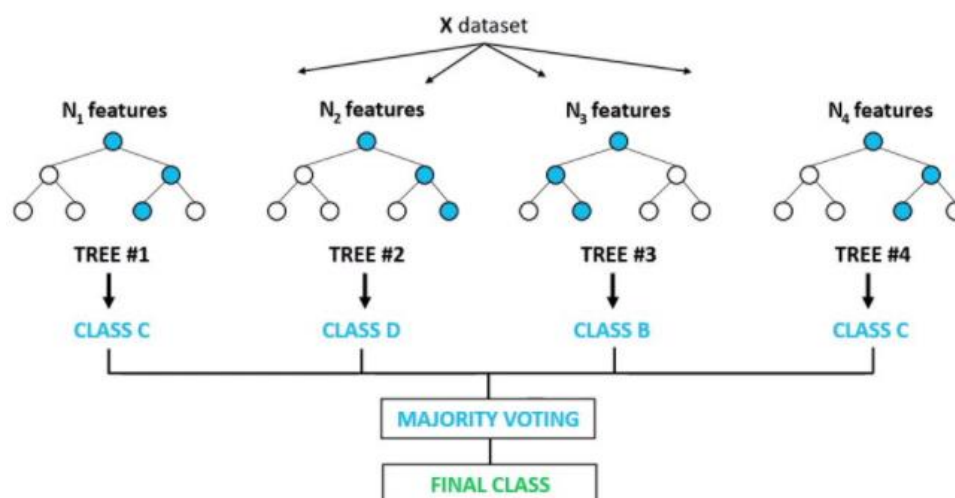 X dataset
N₁ features
N₂ features
N₃ features
N₄ features
TREE #1
TREE #2
TREE #3
TREE #4
CLASS C
CLASS D
CLASS B
CLASS C
MAJORITY VOTING
FINAL CLASS